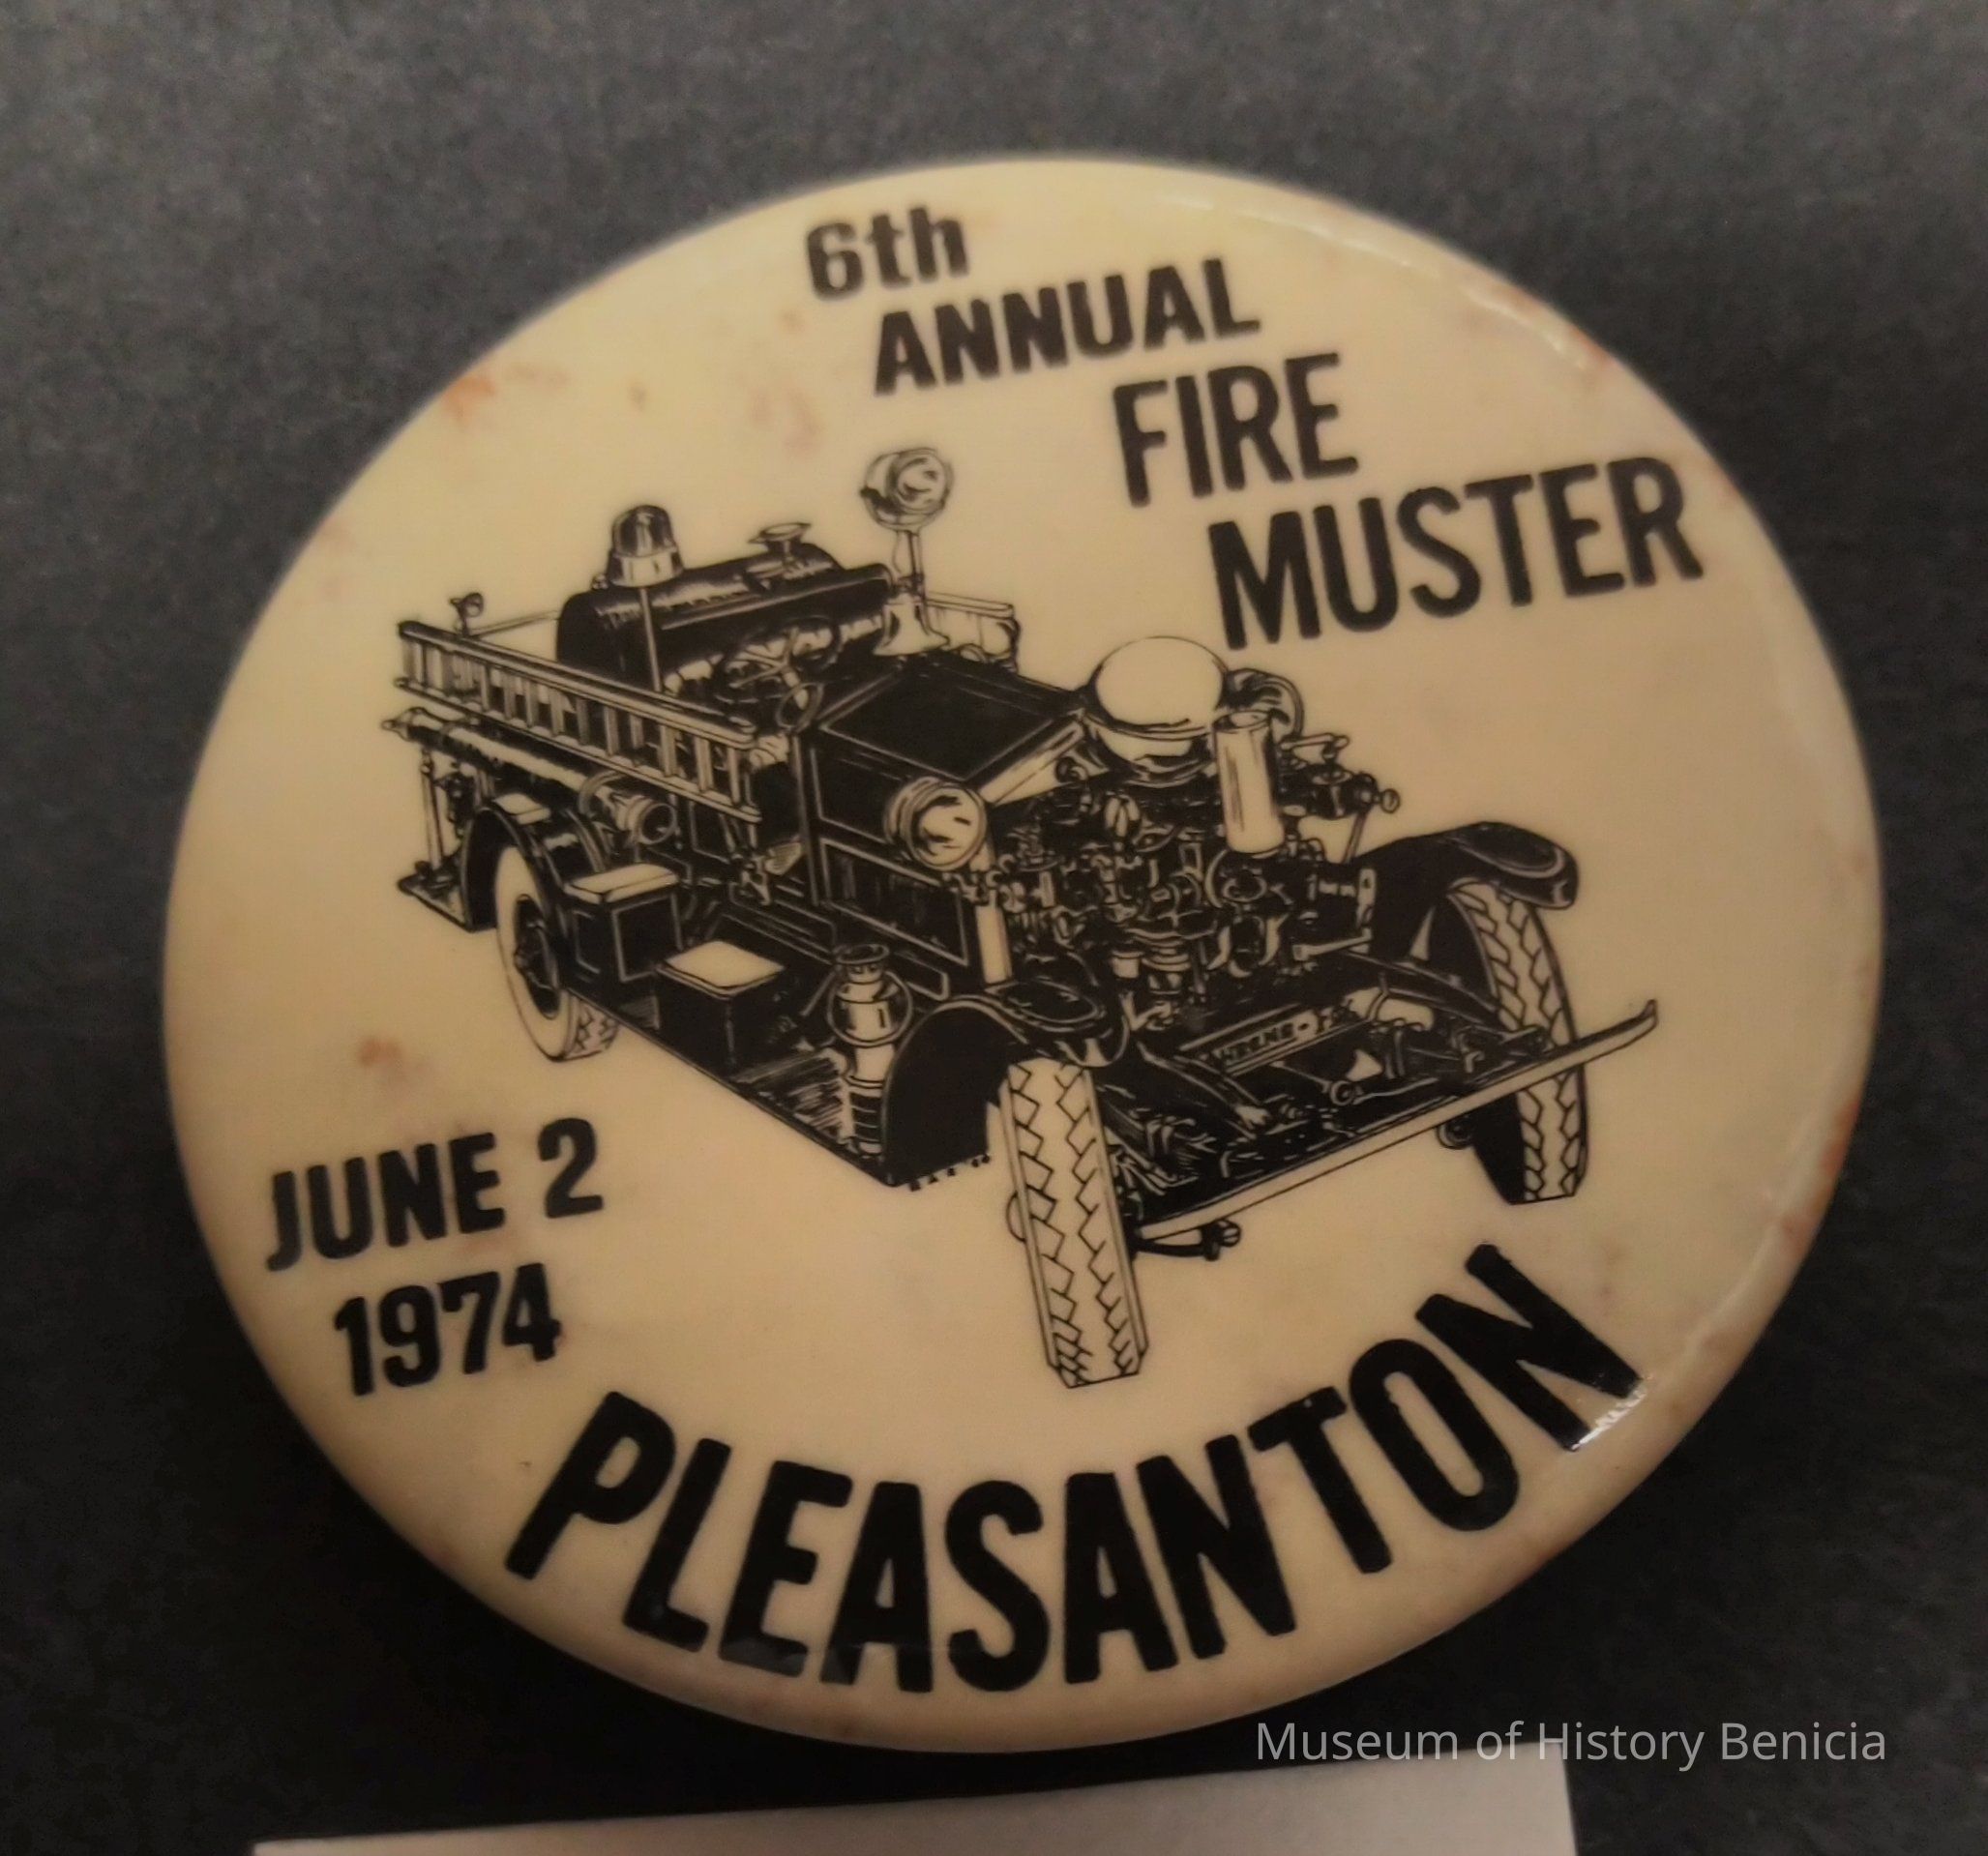 6th
ANNUAL
FIRE
MUSTER
JUNE 2
1974
PLEASANTON
Museum of History Benicia